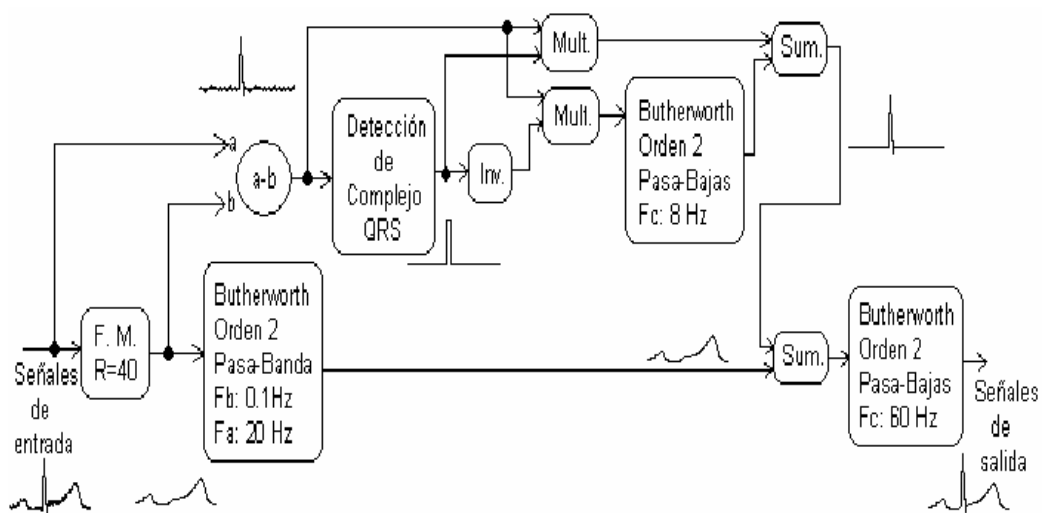 Mult.
Sum.
a
b
a-b
Detección
de
Complejo
QRS
Inv.
Mult.
Butherworth
Orden 2
Pasa-Bajas
Fc: 8 Hz
Señales
de
entrada
F. M.
R=40
Butherworth
Orden 2
Pasa-Banda
Fb: 0.1Hz
Fa: 20 Hz
Sum.
Butherworth
Orden 2
Pasa-Bajas
Fc: 60 Hz
Señales
de
salida